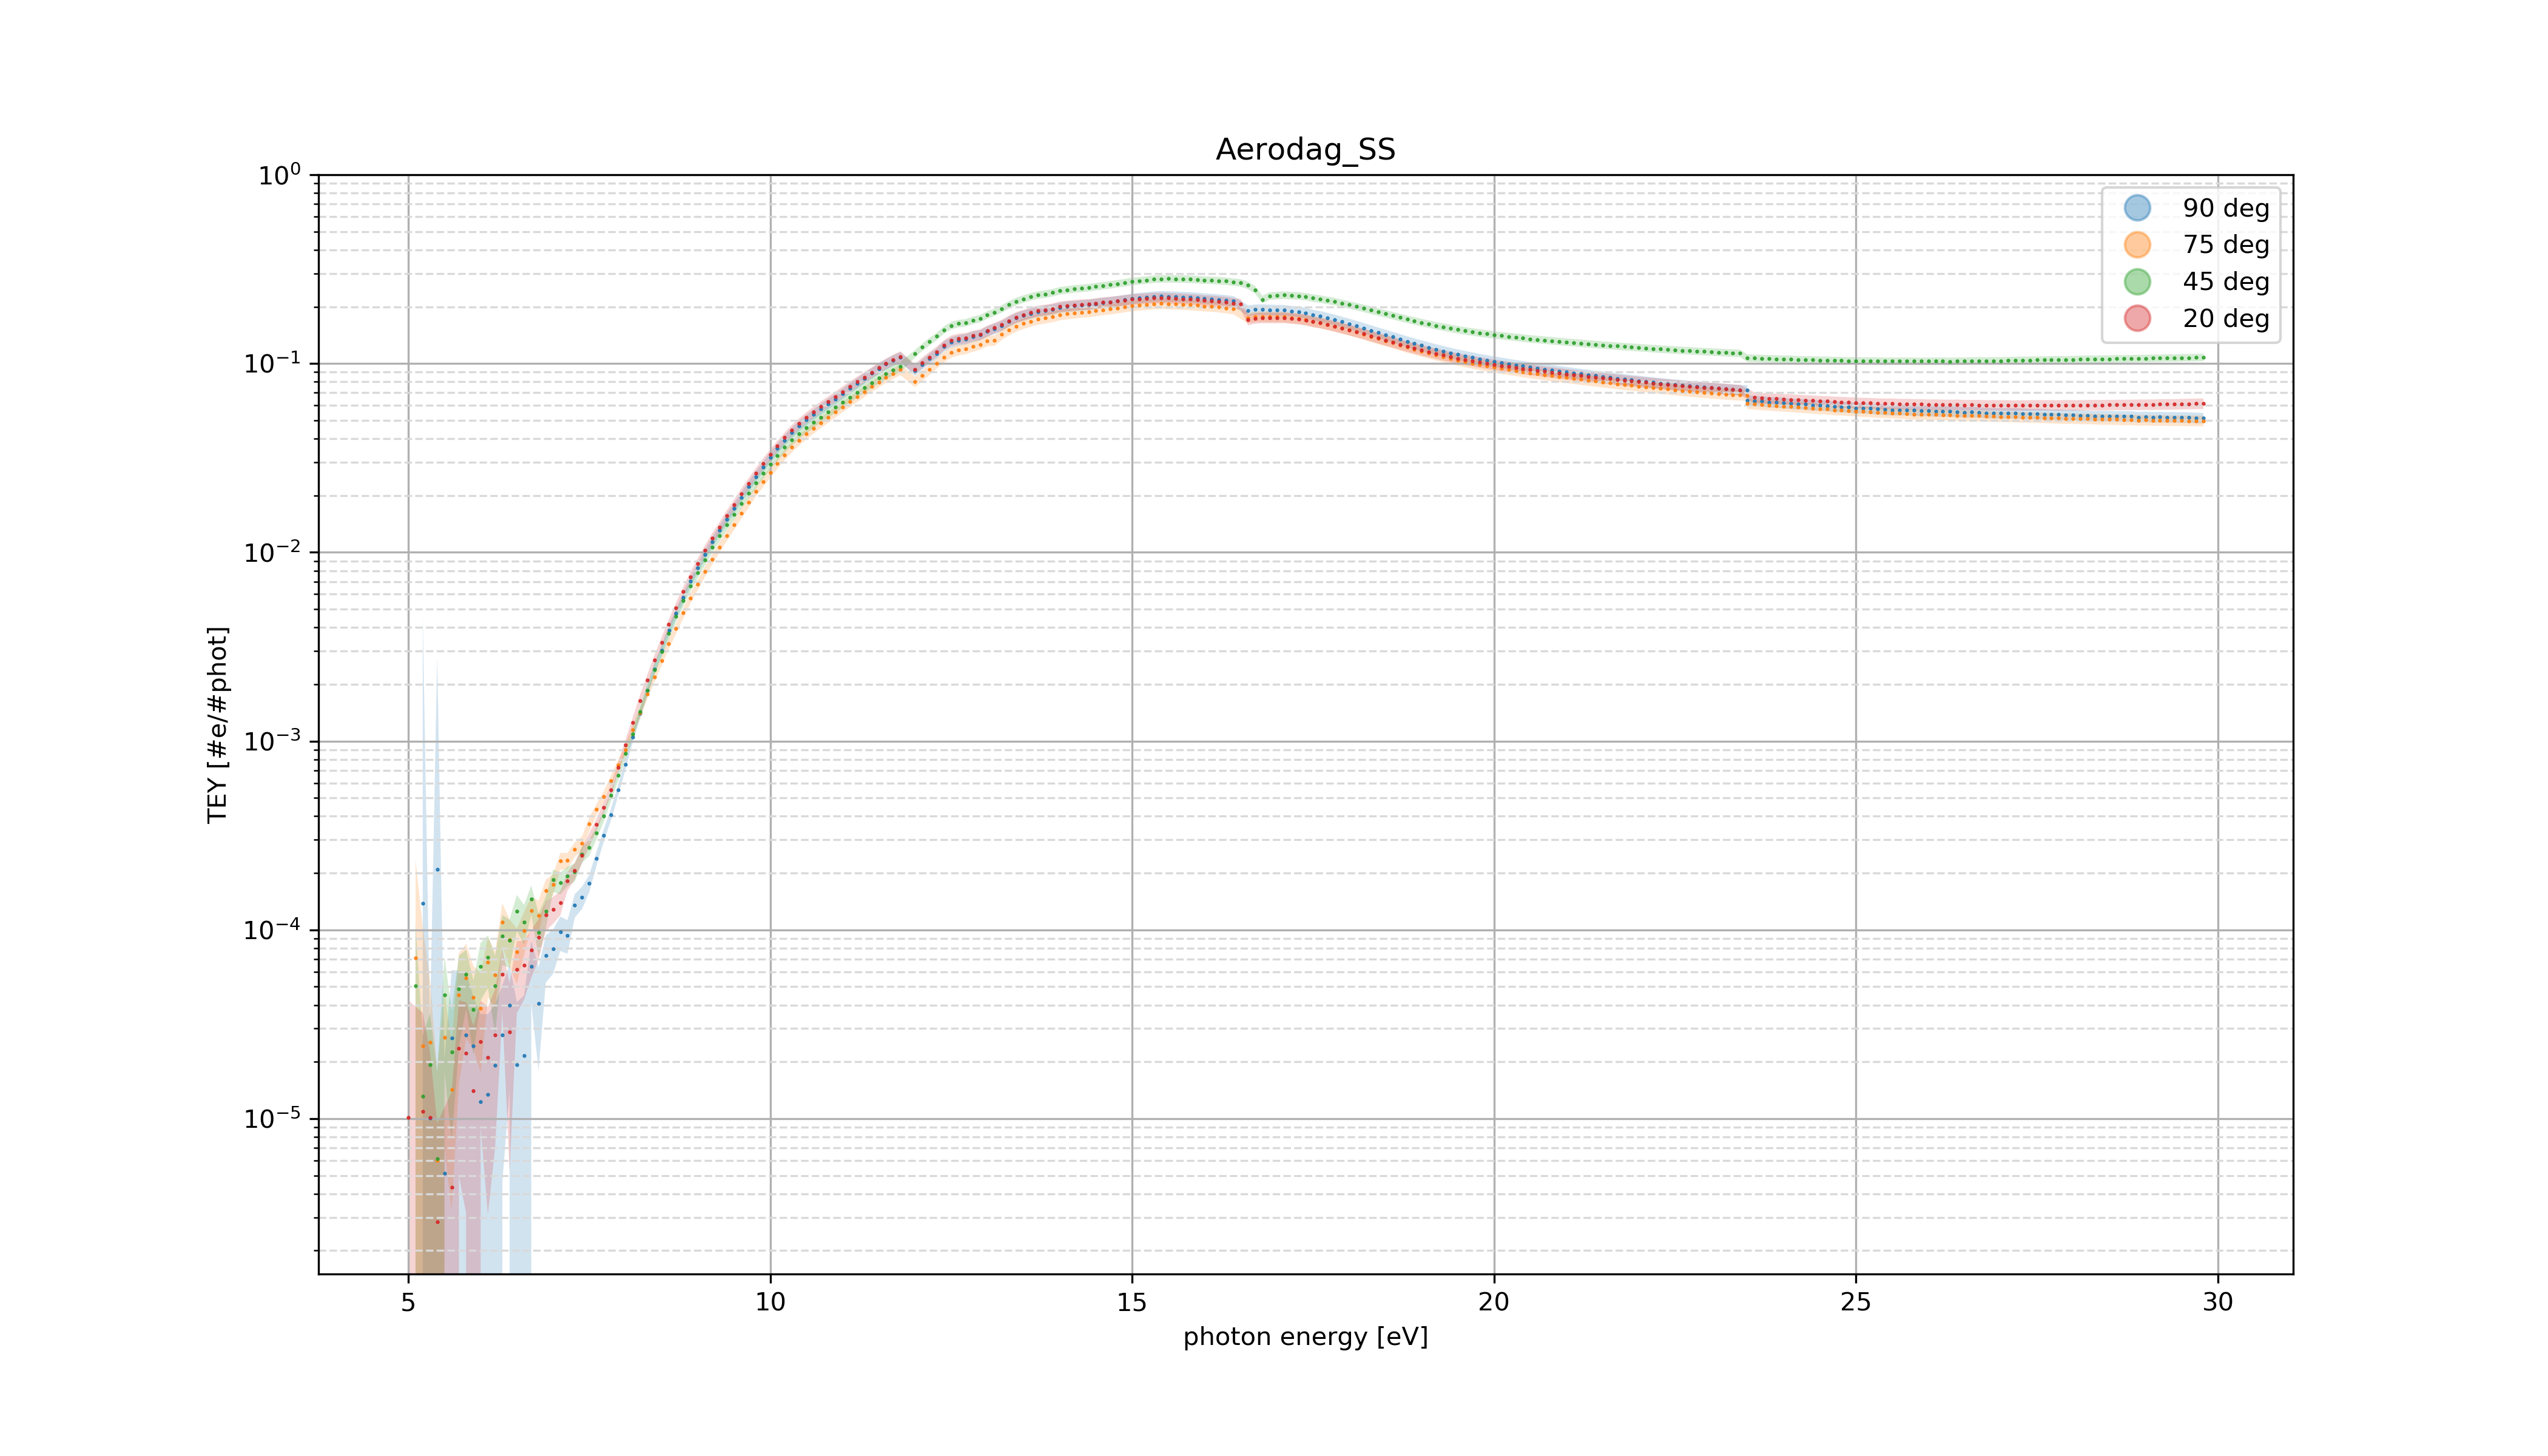 Aerodag_SS
TEY [#e/#phot]
10⁰
10⁻¹
10⁻²
10⁻³
10⁻⁴
10⁻⁵
5 10 15 20 25 30
photon energy [eV]
90 deg
75 deg
45 deg
20 deg